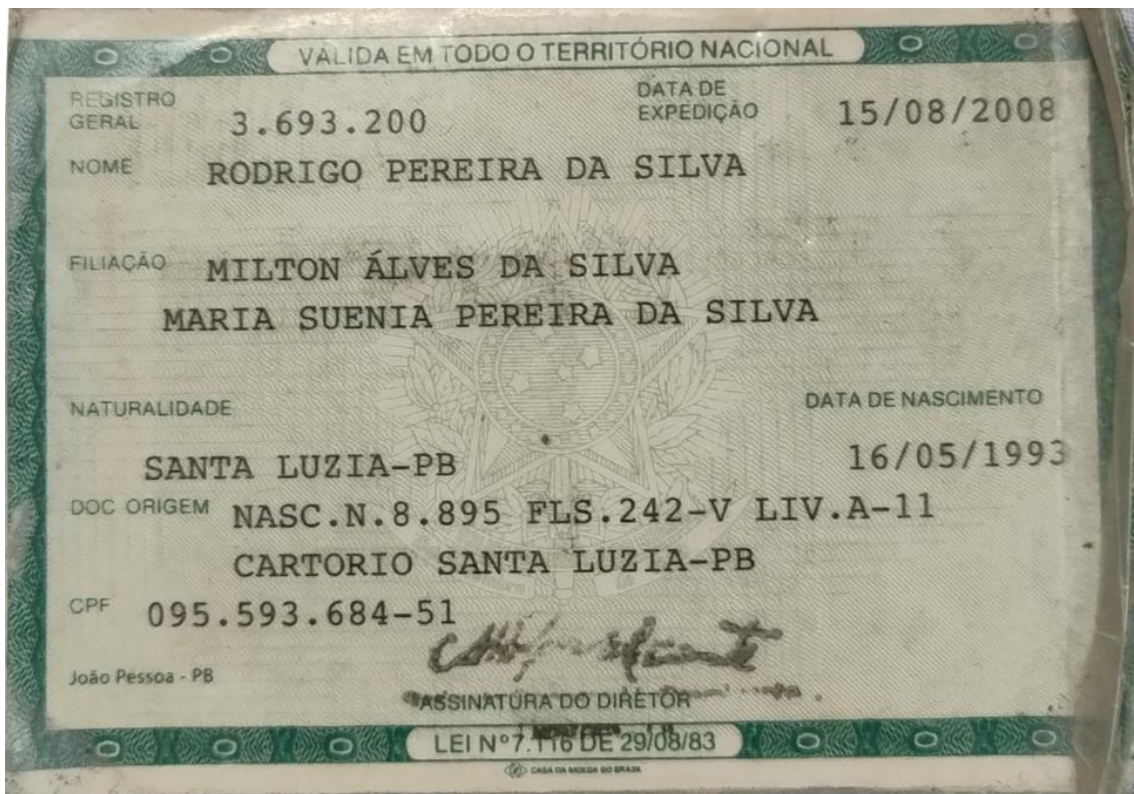 VÁLIDA EM TODO O TERRITÓRIO NACIONAL
REGISTRO GERAL 3.693.200 DATA DE EXPEDIÇÃO 15/08/2008
NOME RODRIGO PEREIRA DA SILVA
FILIAÇÃO MILTON ÁLVES DA SILVA
MARIA SUENIA PEREIRA DA SILVA
NATURALIDADE DATA DE NASCIMENTO
SANTA LUZIA-PB 16/05/1993
DOC ORIGEM NASC.N.8.895 FLS.242-V LIV.A-11
CARTORIO SANTA LUZIA-PB
CPF 095.593.684-51
João Pessoa - PB
ASSINATURA DO DIRETOR
LEI Nº 7.116 DE 29/08/83
CASA DA MOEDA DO BRASIL